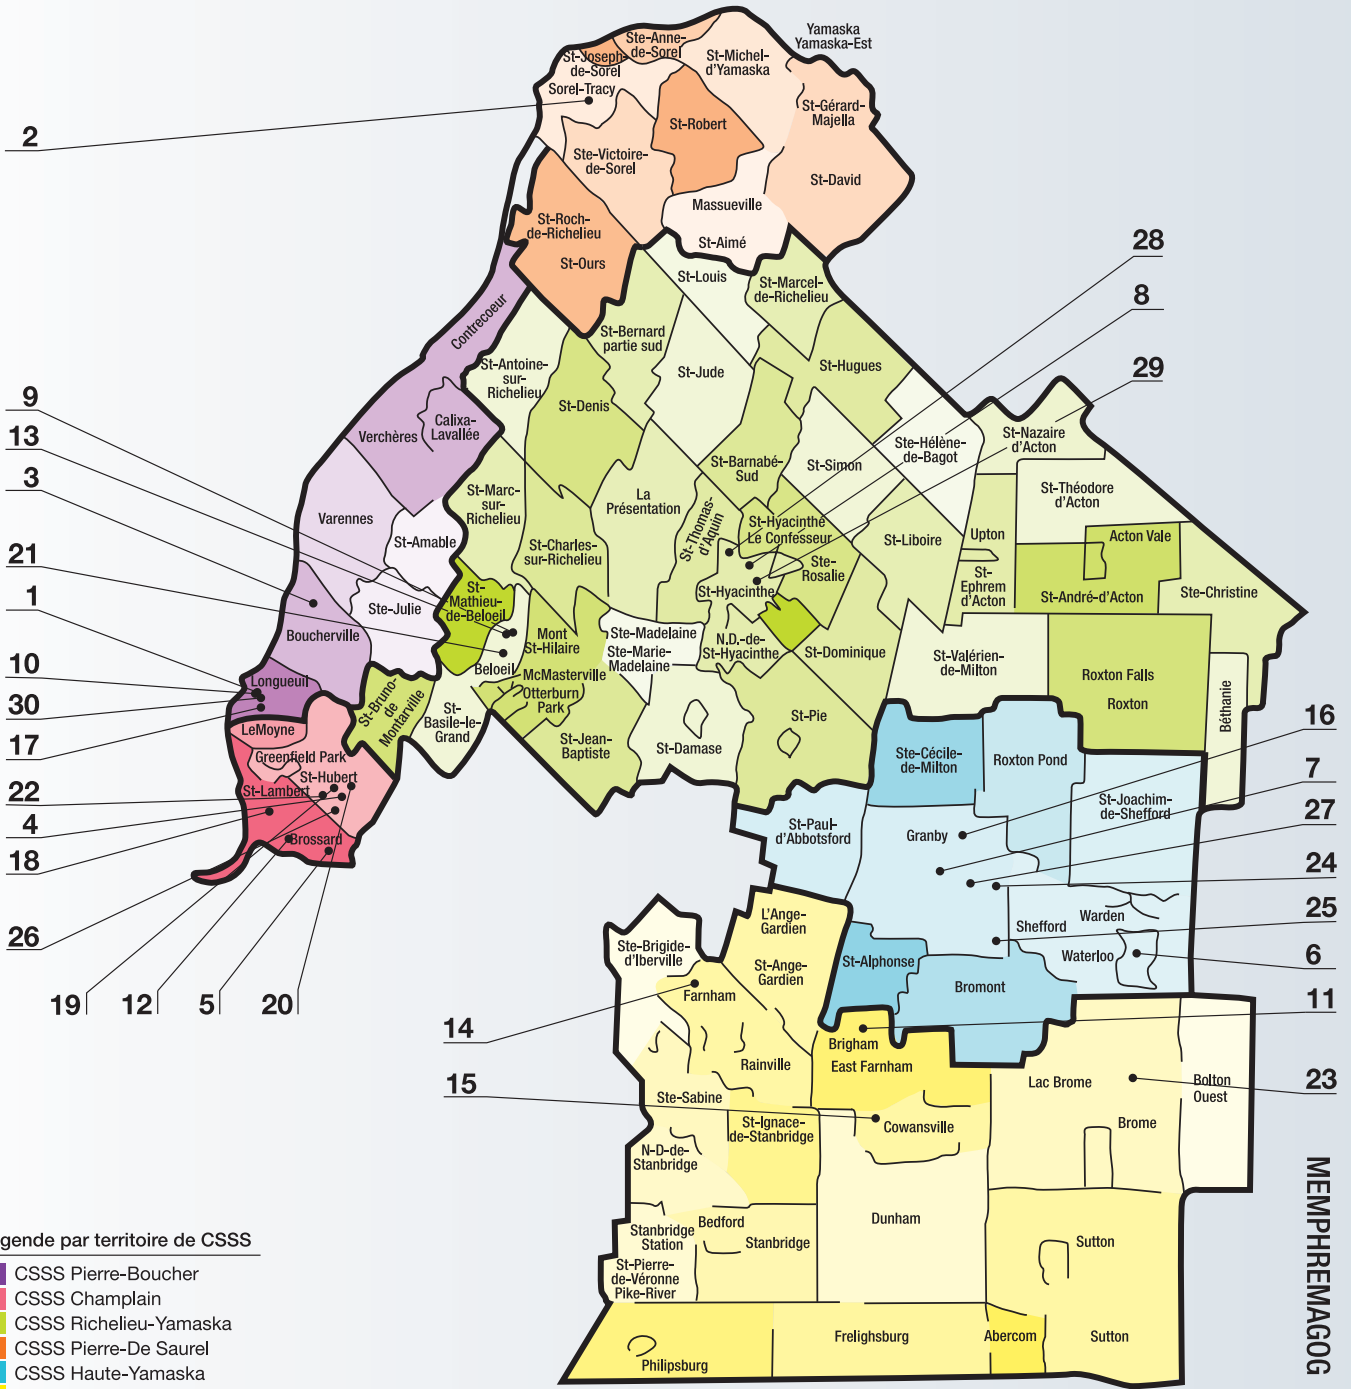 Yamaska
Yamaska-Est
Ste-Anne-
de-Sorel
St-Joseph-
de-Sorel
St-Michel-
d'Yamaska
Sorel-Tracy
St-Gérard-
Majella
2
St-Robert
Ste-Victoire-
de-Sorel
St-David
Massueville
St-Roch-
de-Richelieu
St-Aimé
28
St-Ours
St-Louis
St-Marcel-
de-Richelieu
8
Contrecoeur
St-Bernard
partie sud
St-Antoine-
sur-
Richelieu
St-Jude
St-Hugues
29
9
St-Denis
13
Calixa-
Lavallée
Verchères
Ste-Hélène-
de-Bagot
St-Nazaire
d'Acton
3
St-Barnabé-
Sud
St-Simon
St-Marc-
sur-
Richelieu
La
Présentation
St-Théodore
d'Acton
Varennes
St-Thomas-
d'Aquin
St-Hyacinthe
Le Confesseur
St-Amable
St-Charles-
sur-Richelieu
St-Liboire
Upton
Acton Vale
21
Ste-
Rosalie
St-
Mathieu-
de-Beloeil
St-Hyacinthe
St-
Ephrem
d'Acton
St-André-d'Acton
Ste-Christine
1
Ste-Julie
Boucherville
Mont
St-Hilaire
Ste-Madelaine
Ste-Marie-
Madelaine
N.D.-de-
St-Hyacinthe
St-Dominique
St-Valérien-
de-Milton
10
Beloeil
McMasterville
Otterburn
Park
Roxton Falls
Roxton
Longueuil
30
St-Bruno-
de
Montarville
St-
Basile-le-
Grand
Béthanie
St-Pie
16
17
LeMoyne
St-Jean-
Baptiste
St-Damase
Ste-Cécile-
de-Milton
Roxton Pond
7
Greenfield Park
St-Hubert
St-Lambert
22
St-Joachim-
de-Shefford
27
4
Brossard
St-Paul
d'Abbotsford
Granby
18
24
26
L'Ange-
Gardien
Shefford
Warden
25
Ste-Brigide-
d'Iberville
St-Alphonse
Waterloo
6
St-Ange-
Gardien
19
12
5
20
Farnham
Bromont
11
14
Brigham
East Farnham
Rainville
15
Ste-Sabine
Lac Brome
Bolton
Ouest
23
St-Ignace-
de-Stanbridge
Cowansville
Brome
N-D-de-
Stanbridge
MEMPHREMAGOG
Bedford
Stanbridge
Station
Stanbridge
Dunham
Sutton
St-Pierre-
de-Véronne
Pike-River
gende par territoire de CSSS
CSSS Pierre-Boucher
CSSS Champlain
CSSS Richelieu-Yamaska
CSSS Pierre-De Saurel
CSSS Haute-Yamaska
Philipsburg
Frelighsburg
Abercom
Sutton